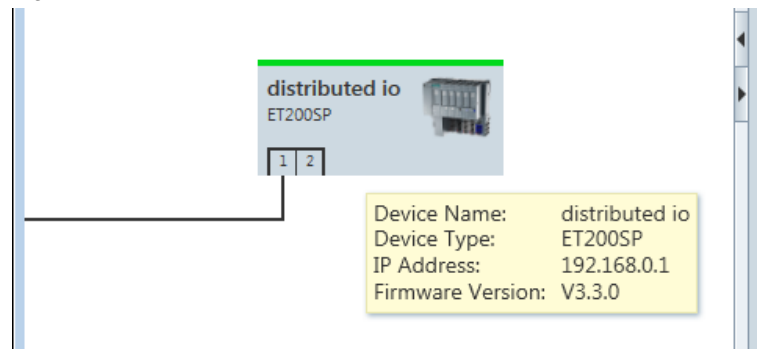 distributed io
ET200SP
1 2
Device Name: distributed io
Device Type: ET200SP
IP Address: 192.168.0.1
Firmware Version: V3.3.0